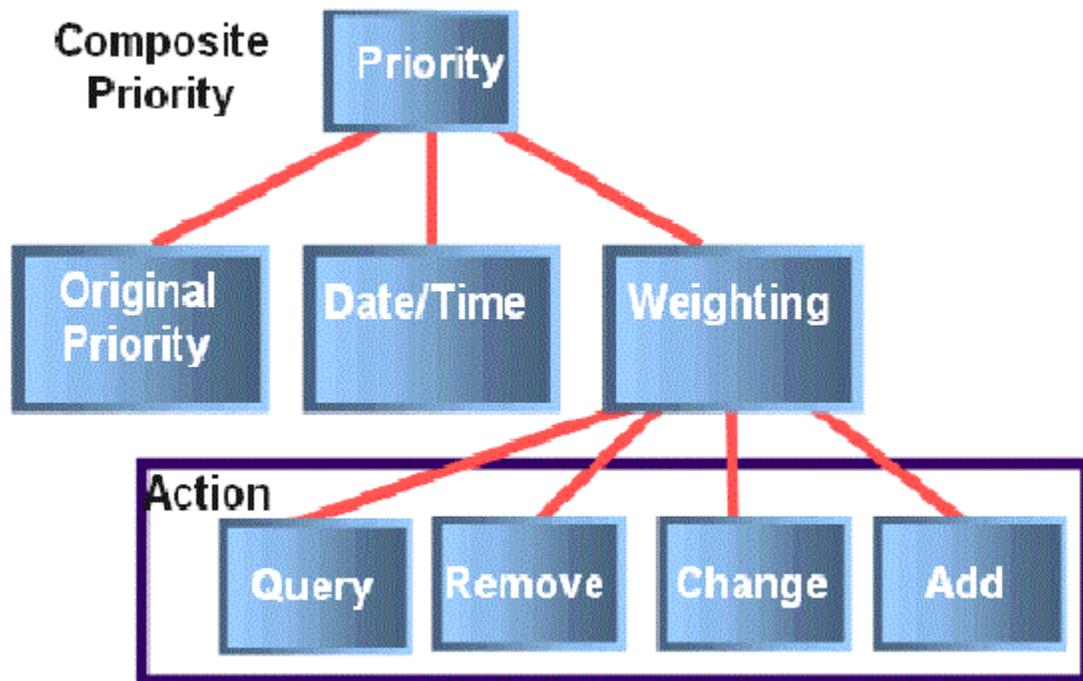 Composite
Priority
Priority
Original
Priority
Date/Time
Weighting
Action
Query
Remove
Change
Add